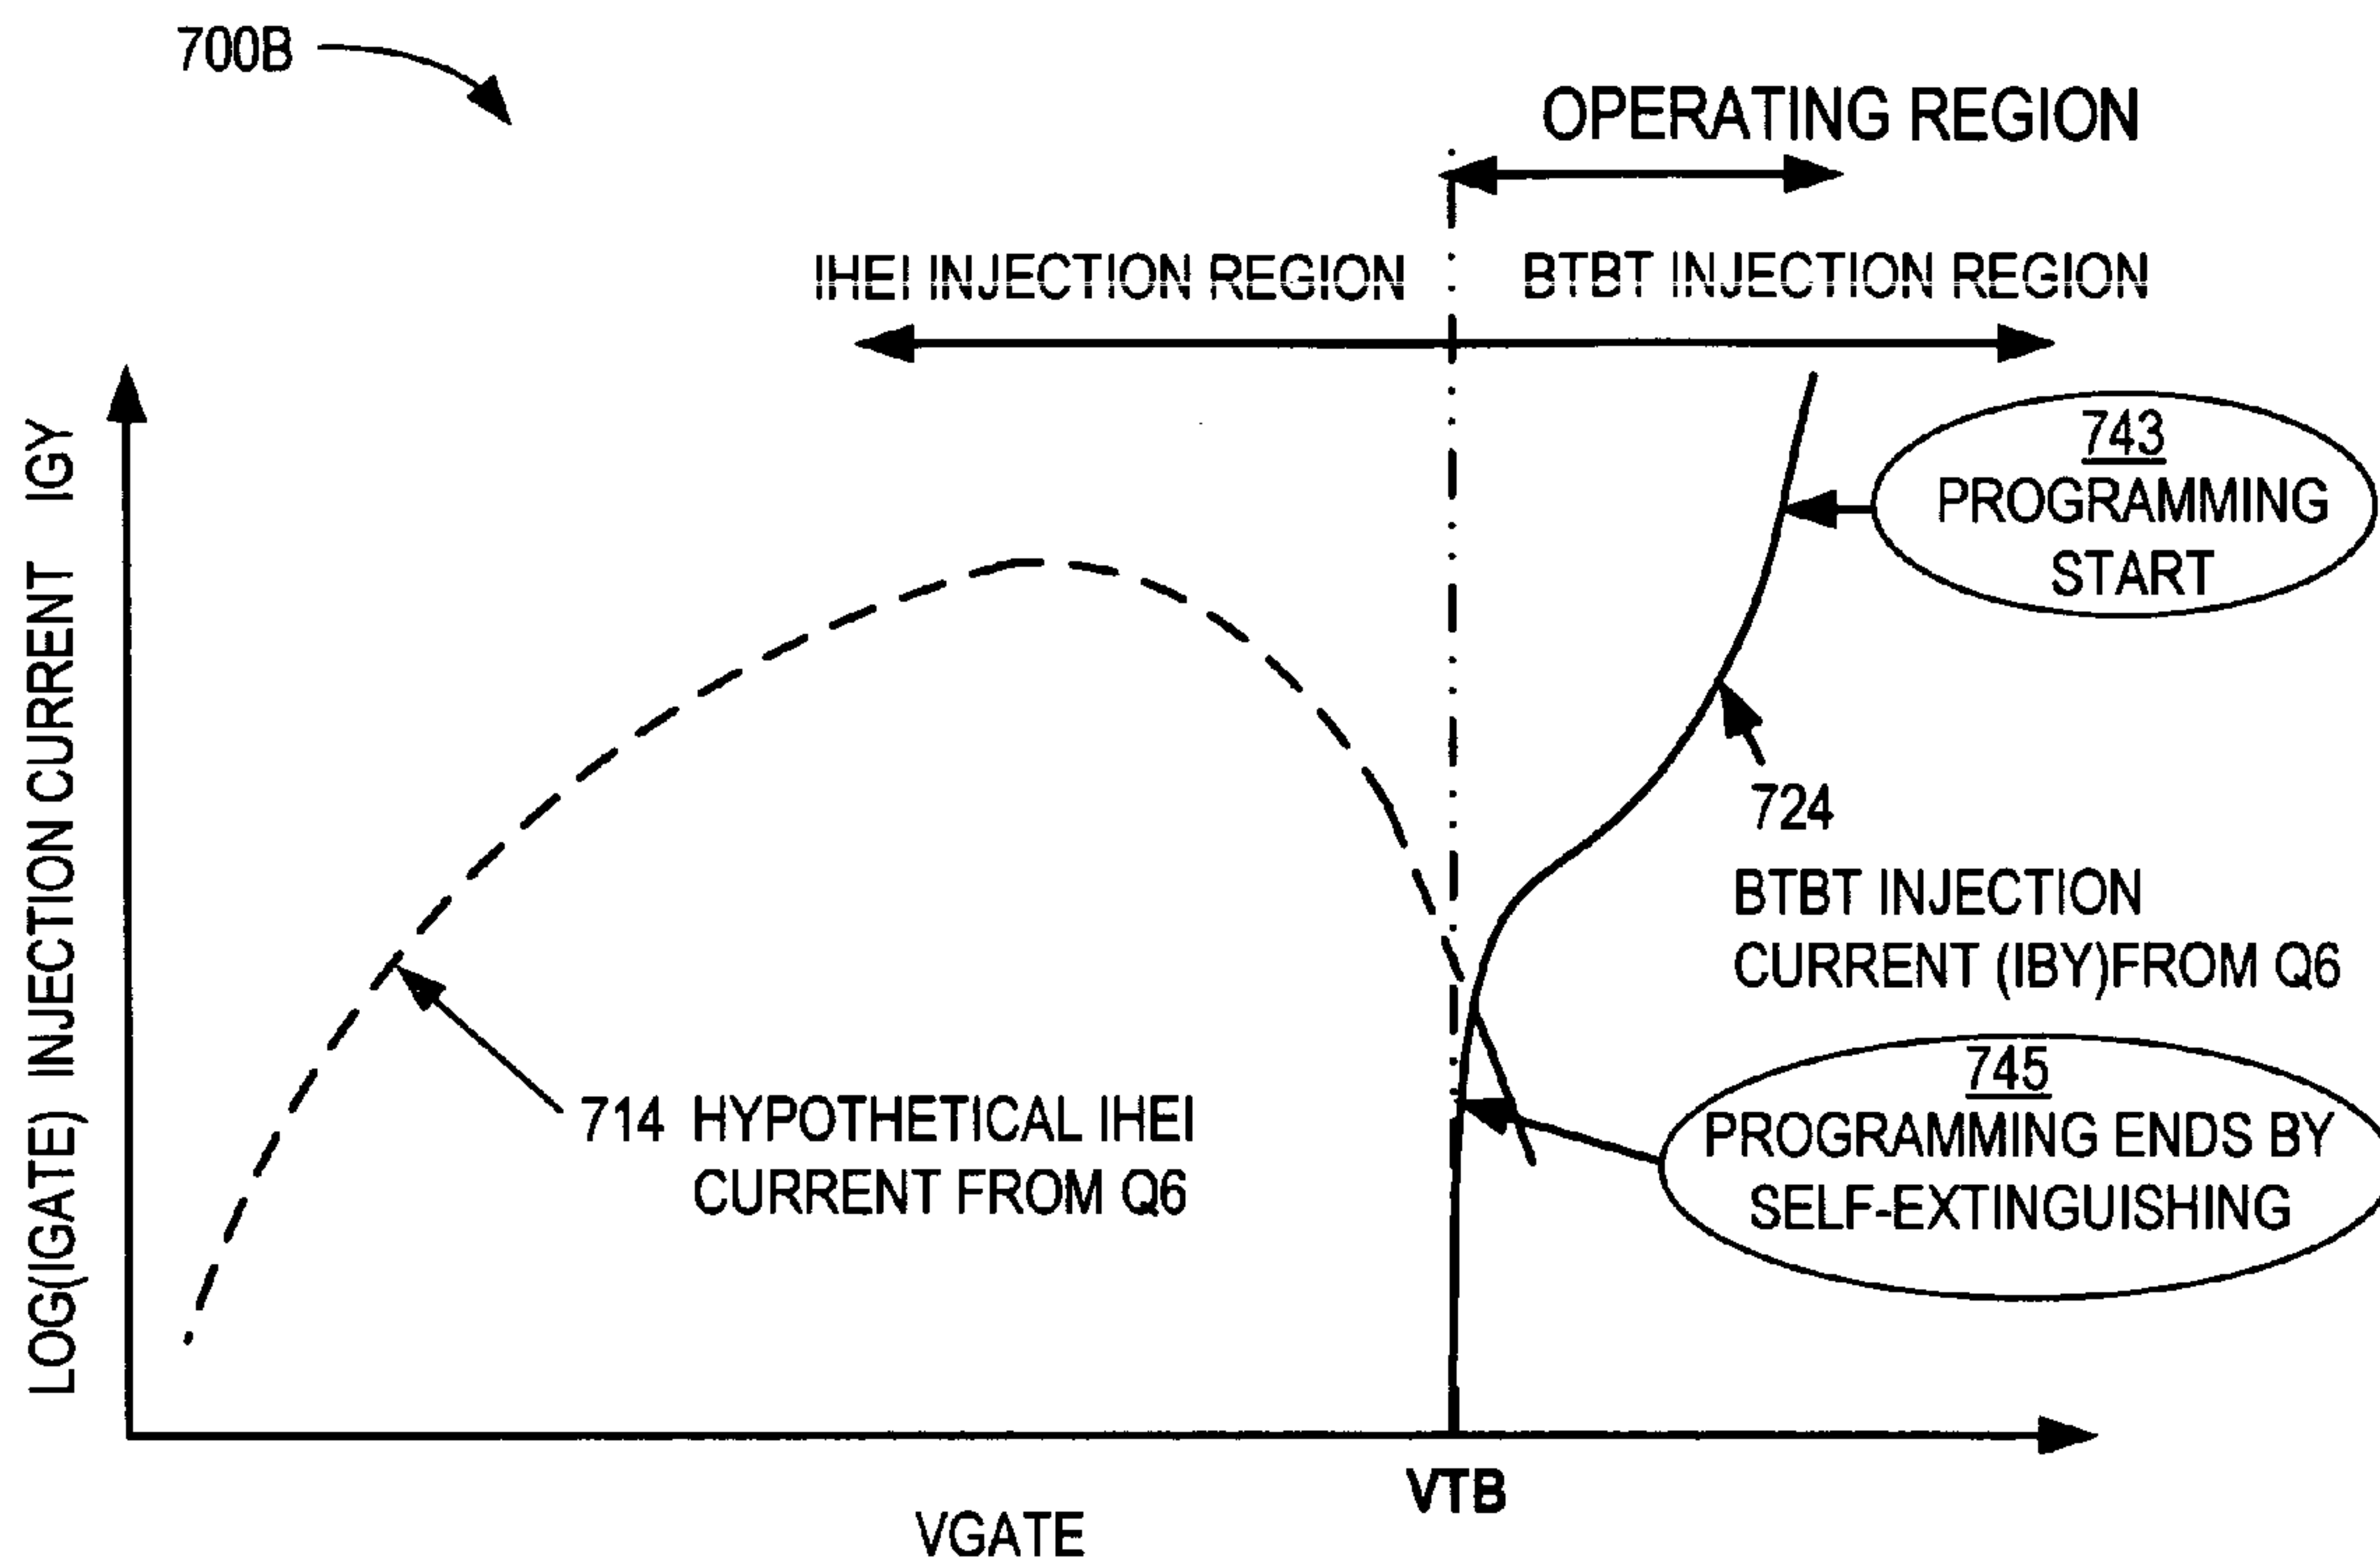 700B
OPERATING REGION
IHEI INJECTION REGION
BTBT INJECTION REGION
LOG(IGATE) INJECTION CURRENT IGY
743
PROGRAMMING
START
724
BTBT INJECTION
CURRENT (IBY)FROM Q6
714 HYPOTHETICAL IHEI
CURRENT FROM Q6
745
PROGRAMMING ENDS BY
SELF-EXTINGUISHING
VTB
VGATE